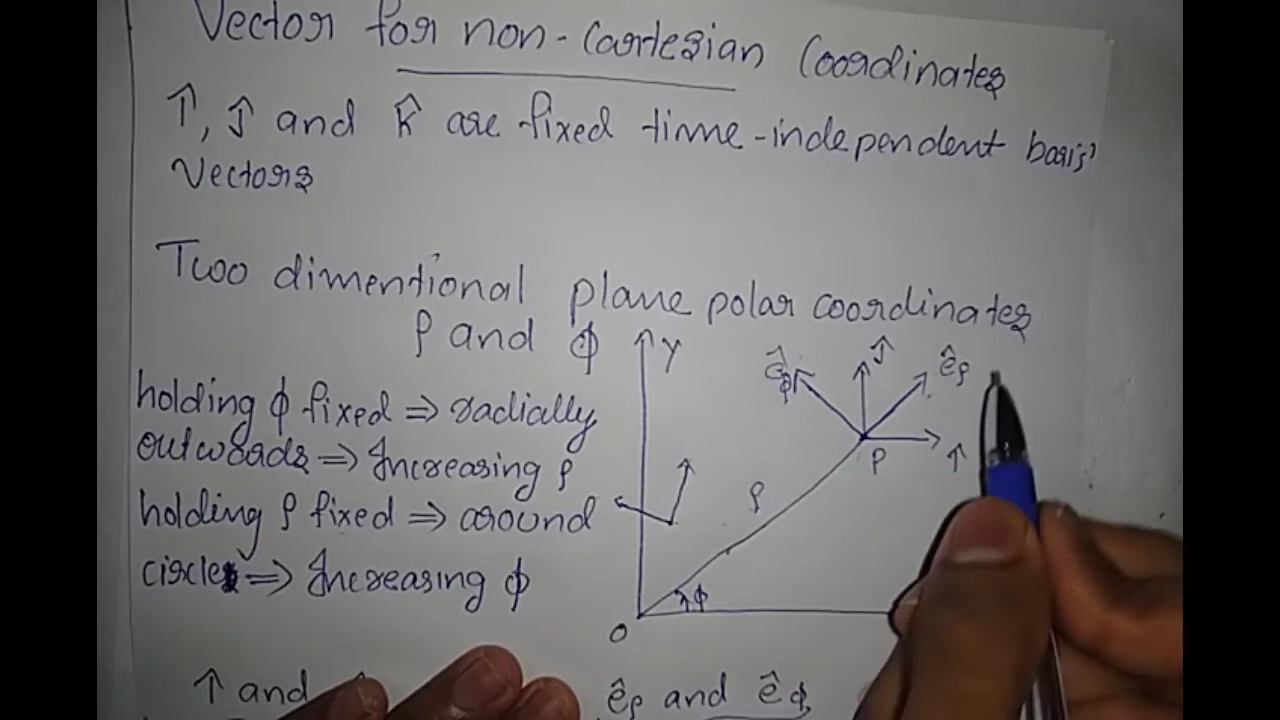 Vector for non-Cartesian Coordinates
î, ĵ and k̂ are fixed time-independent basis
Vectors
Two dimentional plane polar coordinates
ρ and ϕ
Y
ê_ϕ
ĵ
ê_ρ
holding ϕ fixed ⇒ radially
outwoads ⇒ Increasing ρ
P
î
holding ρ fixed ⇒ around
ρ
circle ⇒ Increasing ϕ
ϕ
O
î and
ê_ρ and ê_ϕ